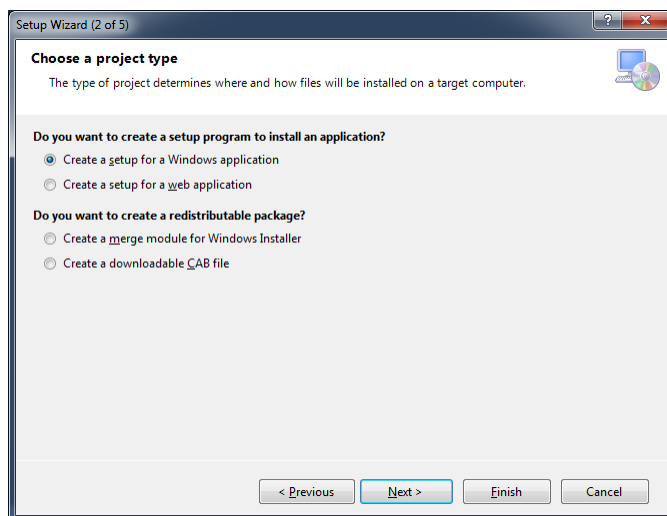 Setup Wizard (2 of 5)
?
X
Choose a project type
The type of project determines where and how files will be installed on a target computer.
Do you want to create a setup program to install an application?
Create a setup for a Windows application
Create a setup for a web application
Do you want to create a redistributable package?
Create a merge module for Windows Installer
Create a downloadable CAB file
< Previous
Next >
Finish
Cancel